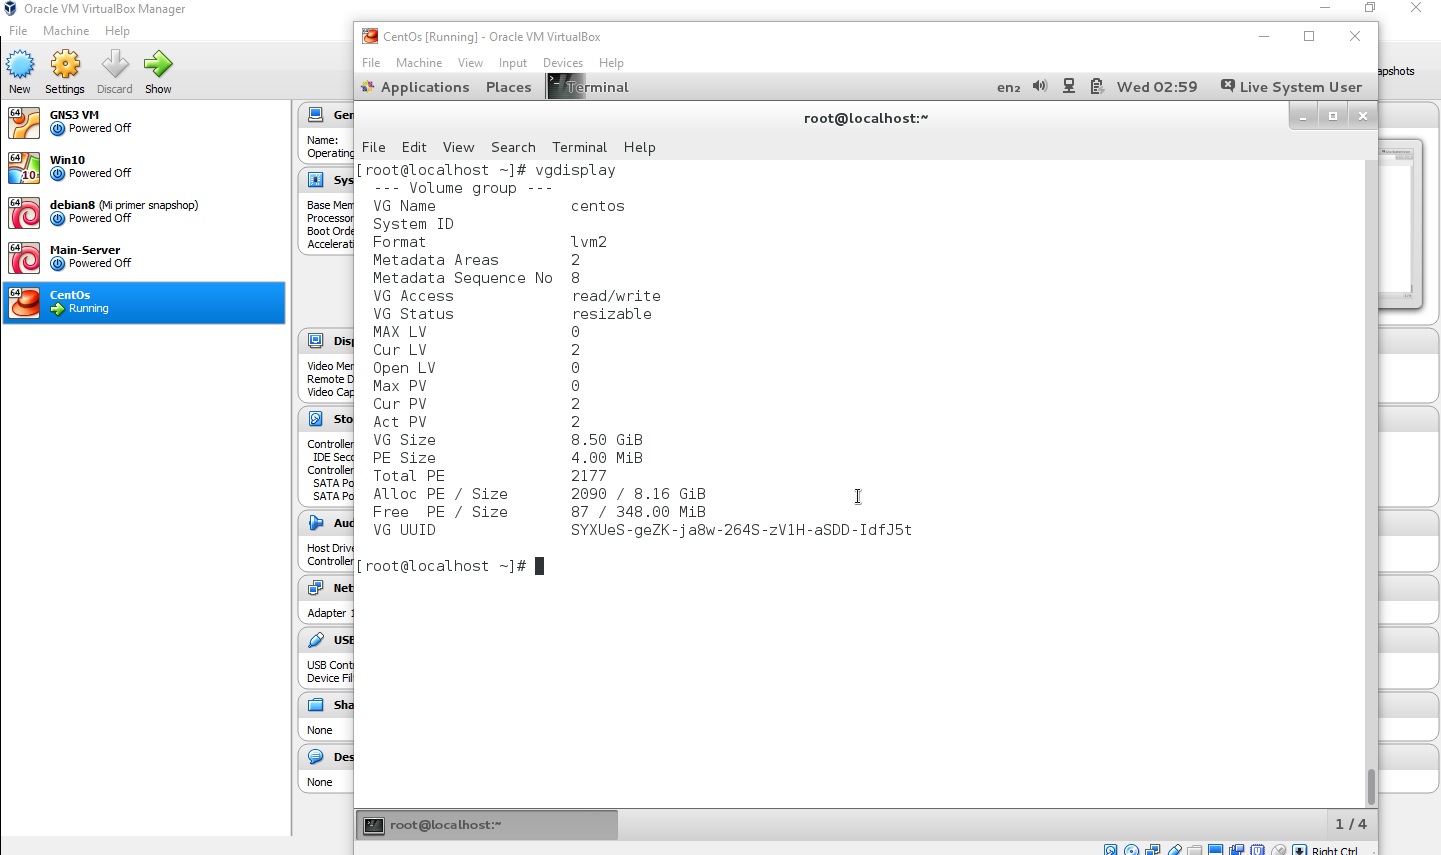 Oracle VM VirtualBox Manager
File Machine Help
New Settings Discard Show
apshots
64 GNS3 VM
Powered Off
64 Win10
Powered Off
64 debian8 (Mi primer snapshop)
Powered Off
64 Main-Server
Powered Off
64 CentOs
Running
Ger
Name:
Operating
Sys
Base Mem
Processor
Boot Orde
Accelerati
Disp
Video Mer
Remote D
Video Cap
Sto
Controller
IDE Seco
Controller
SATA Po
SATA Po
Aud
Host Drive
Controller
Net
Adapter 1
USB
USB Cont
Device Fil
Sha
None
Des
None
CentOs [Running] - Oracle VM VirtualBox
File Machine View Input Devices Help
Applications Places Terminal en₂ Wed 02:59 Live System User
root@localhost:~
File Edit View Search Terminal Help
[root@localhost ~]# vgdisplay
--- Volume group ---
VG Name centos
System ID
Format lvm2
Metadata Areas 2
Metadata Sequence No 8
VG Access read/write
VG Status resizable
MAX LV 0
Cur LV 2
Open LV 0
Max PV 0
Cur PV 2
Act PV 2
VG Size 8.50 GiB
PE Size 4.00 MiB
Total PE 2177
Alloc PE / Size 2090 / 8.16 GiB
Free PE / Size 87 / 348.00 MiB
VG UUID SYXUeS-geZK-ja8w-264S-zV1H-aSDD-IdfJ5t
[root@localhost ~]#
root@localhost:~ 1 / 4
Right Ctrl